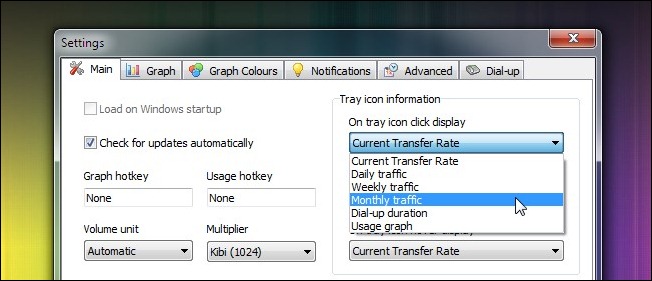 Settings
Main
Graph
Graph Colours
Notifications
Advanced
Dial-up
Load on Windows startup
Check for updates automatically
Graph hotkey
Usage hotkey
None
None
Volume unit
Multiplier
Automatic
Kibi (1024)
Tray icon information
On tray icon click display
Current Transfer Rate
Current Transfer Rate
Daily traffic
Weekly traffic
Monthly traffic
Dial-up duration
Usage graph
Current Transfer Rate